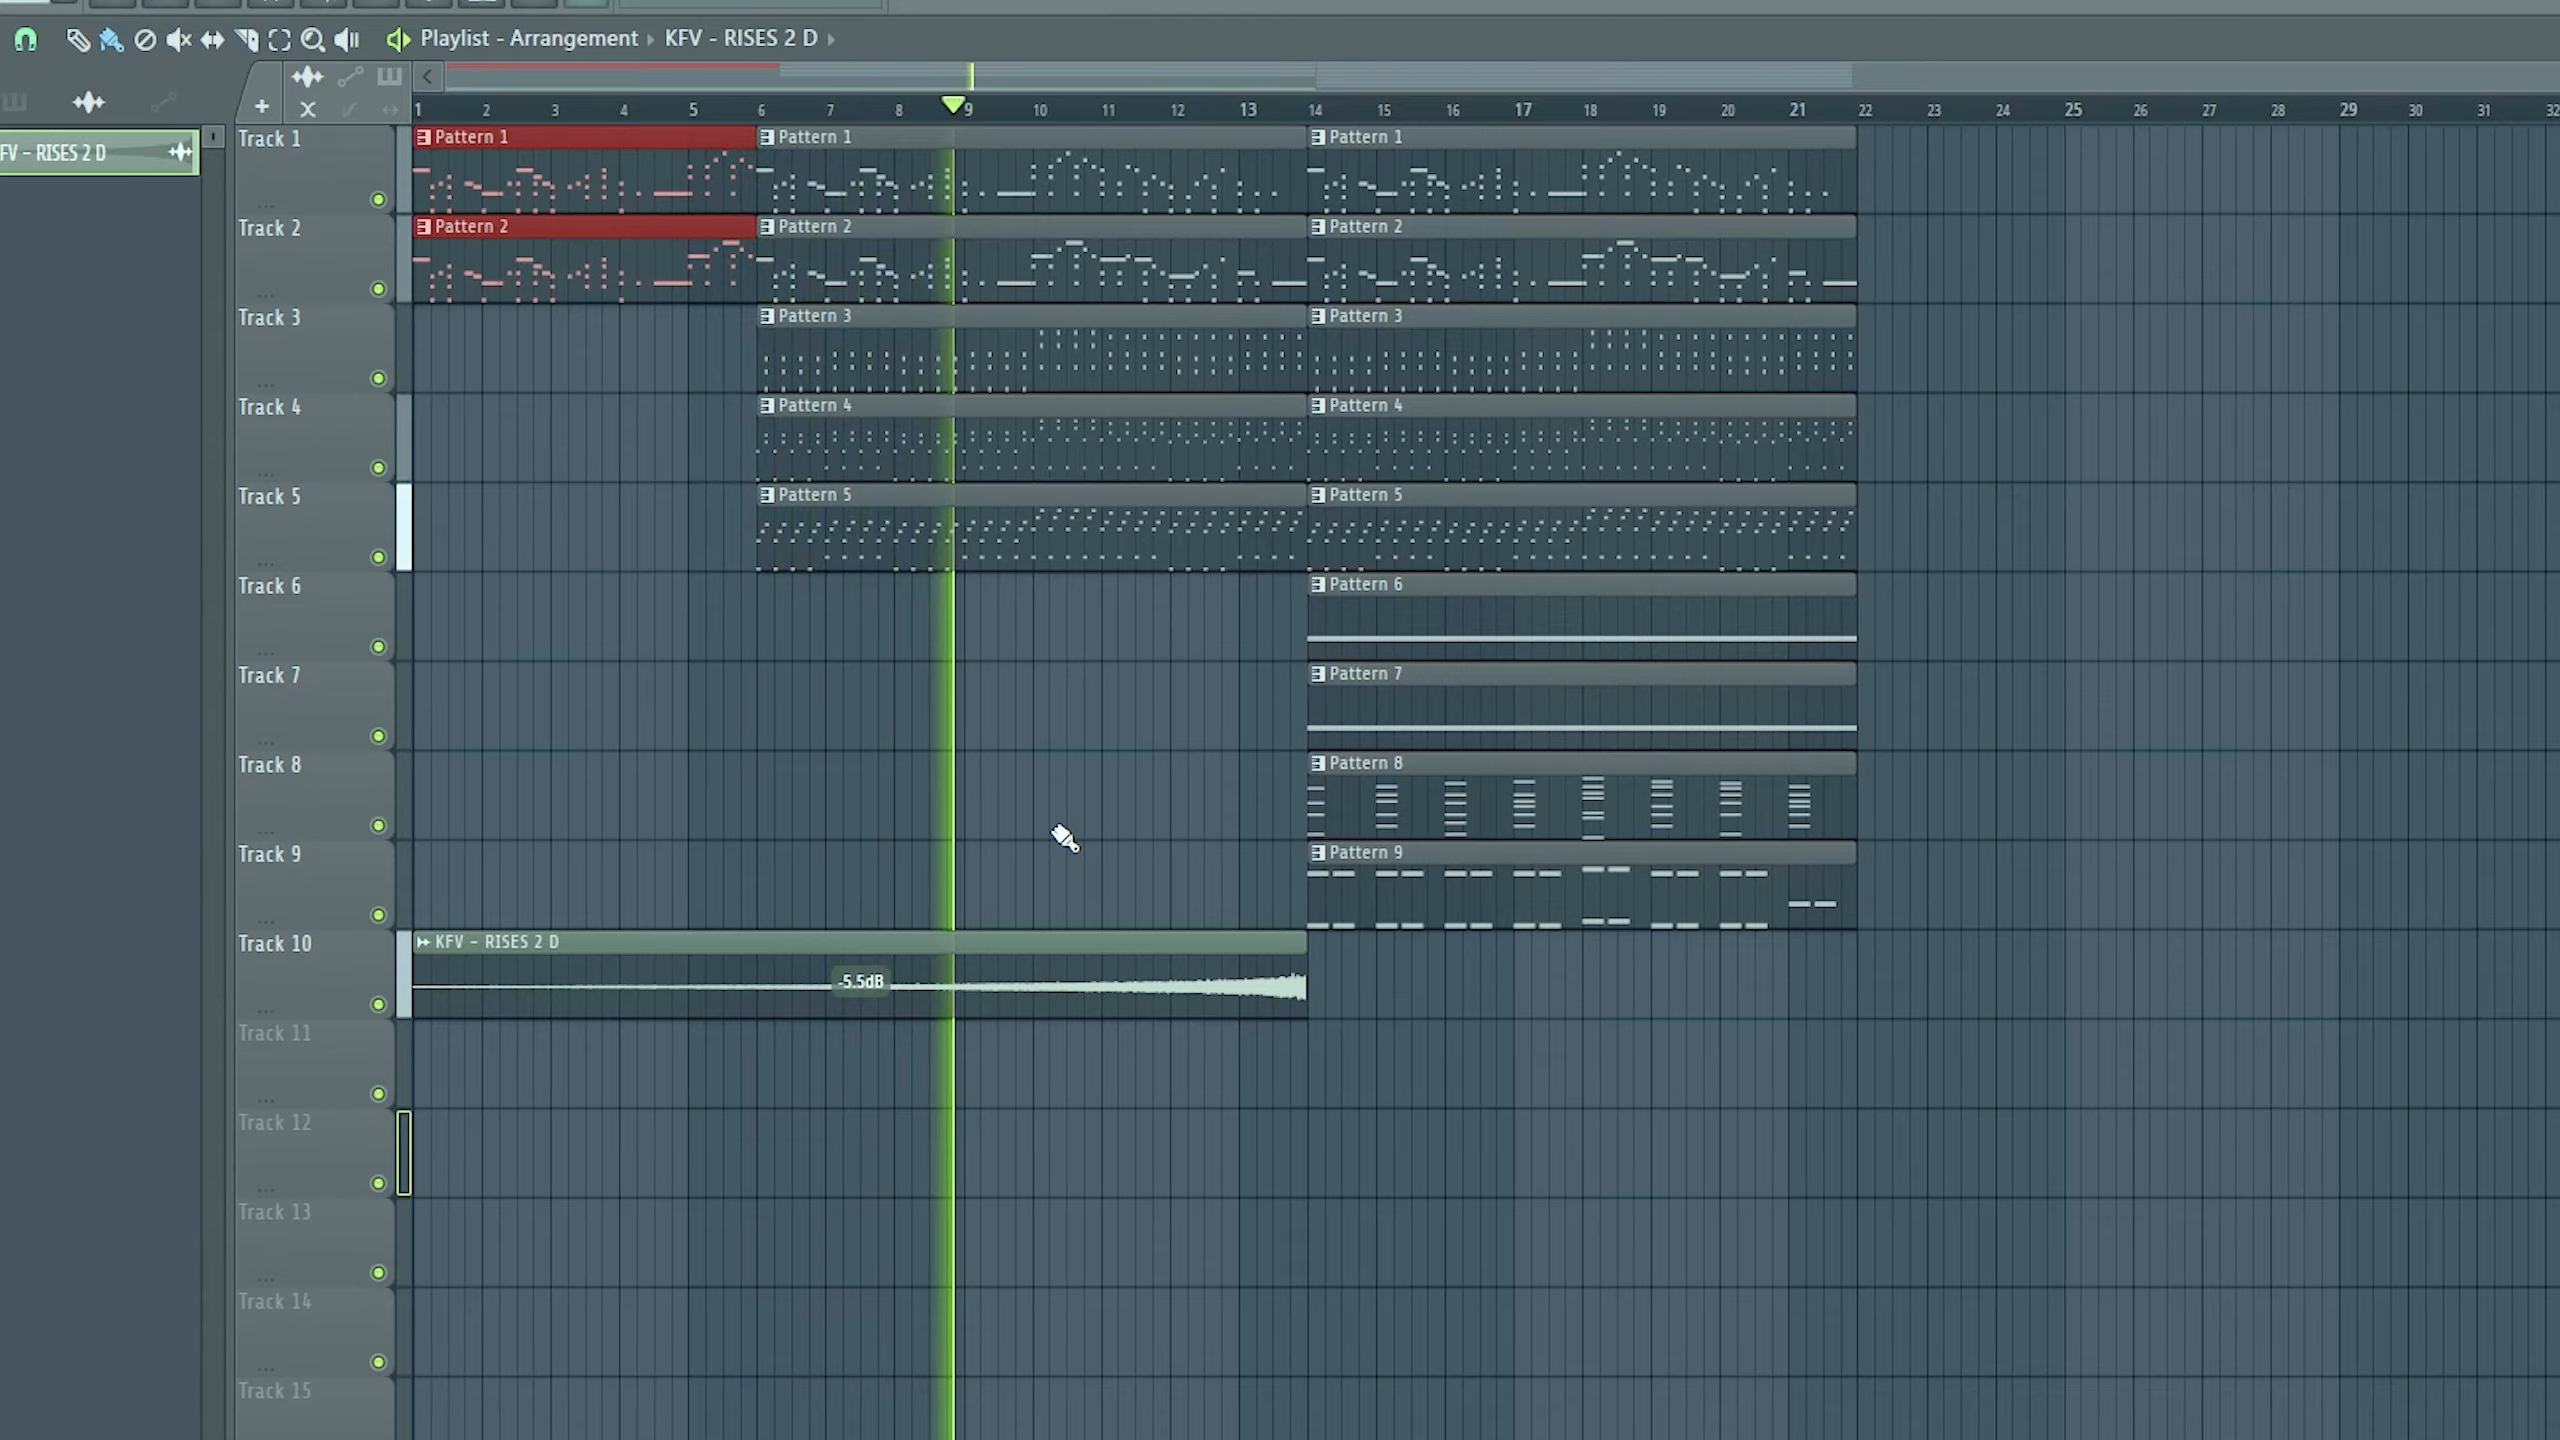 Playlist - Arrangement ▸ KFV - RISES 2 D ▸
1 2 3 4 5 6 7 8 9 10 11 12 13 14 15 16 17 18 19 20 21 22 23 24 25 26 27 28 29 30 31 32
FV - RISES 2 D
Track 1
Pattern 1 Pattern 1 Pattern 1
Track 2
Pattern 2 Pattern 2 Pattern 2
Track 3
Pattern 3 Pattern 3
Track 4
Pattern 4 Pattern 4
Track 5
Pattern 5 Pattern 5
Track 6
Pattern 6
Track 7
Pattern 7
Track 8
Pattern 8
Track 9
Pattern 9
Track 10
KFV - RISES 2 D
-5.5dB
Track 11
Track 12
Track 13
Track 14
Track 15